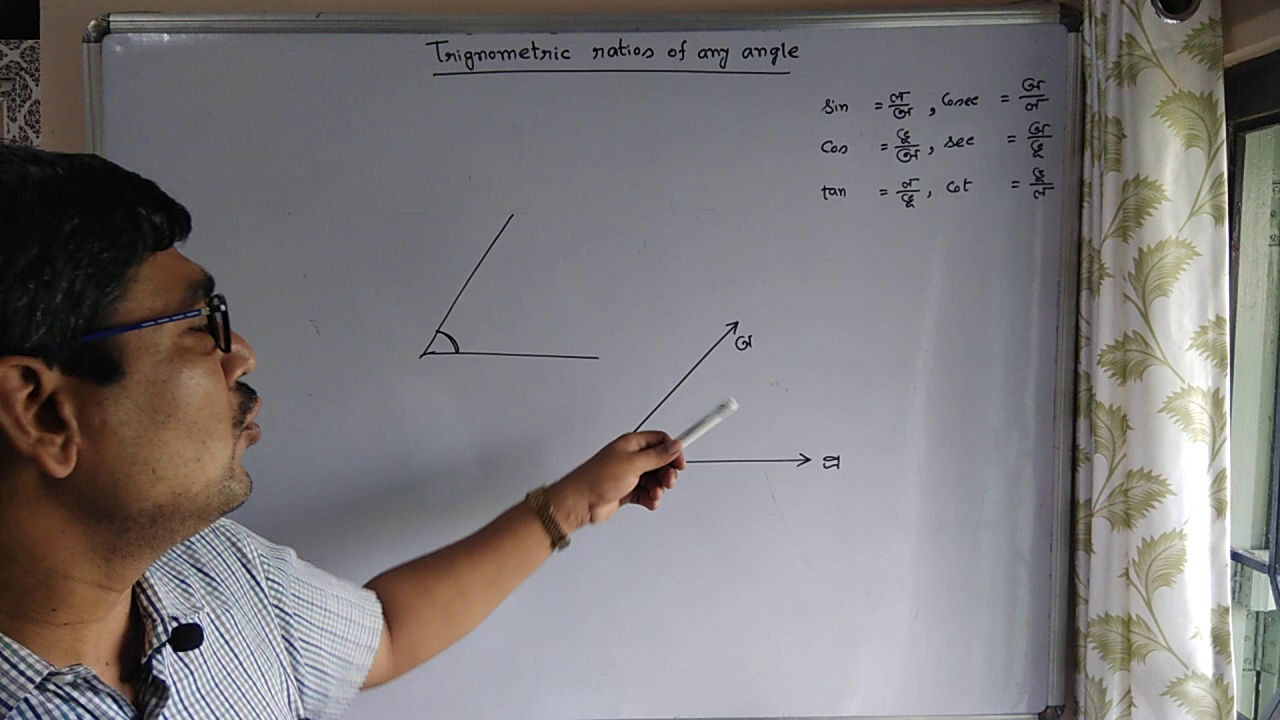 Trignometric ratios of any angle
sin = ল/অ, Cosec = অ/ল
Cos = ভূ/অ, sec = অ/ভূ
tan = ল/ভূ, Cot = ভূ/ল
অ